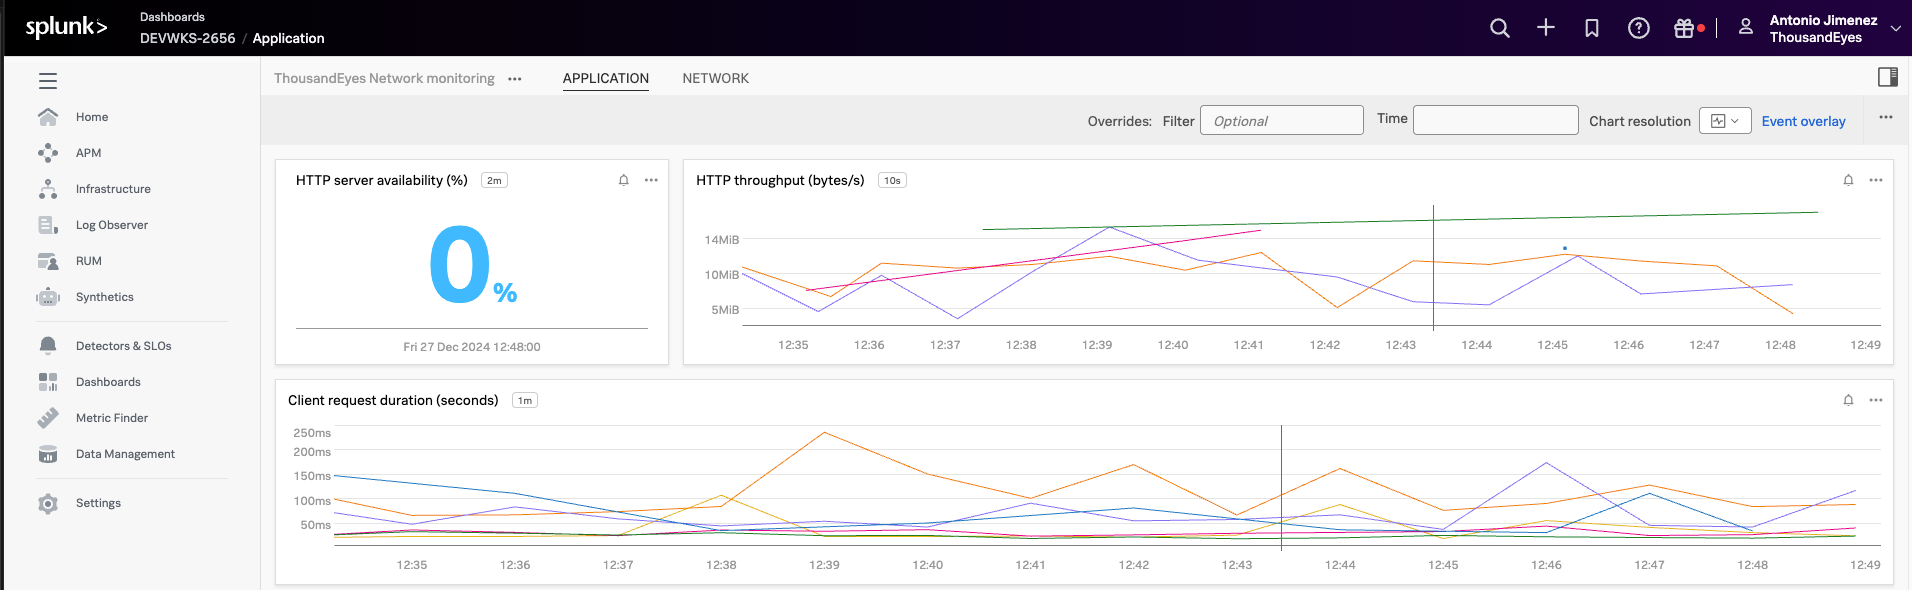 splunk>
Dashboards
DEVWKS-2656 / Application
Antonio Jimenez
ThousandEyes
ThousandEyes Network monitoring ...
APPLICATION
NETWORK
Home
APM
Infrastructure
Log Observer
RUM
Synthetics
Detectors & SLOs
Dashboards
Metric Finder
Data Management
Settings
Overrides: Filter Optional Time Chart resolution Event overlay ...
HTTP server availability (%) 2m
0%
Fri 27 Dec 2024 12:48:00
HTTP throughput (bytes/s) 10s
14MiB
10MiB
5MiB
12:35 12:36 12:37 12:38 12:39 12:40 12:41 12:42 12:43 12:44 12:45 12:46 12:47 12:48 12:49
Client request duration (seconds) 1m
250ms
200ms
150ms
100ms
50ms
12:35 12:36 12:37 12:38 12:39 12:40 12:41 12:42 12:43 12:44 12:45 12:46 12:47 12:48 12:49